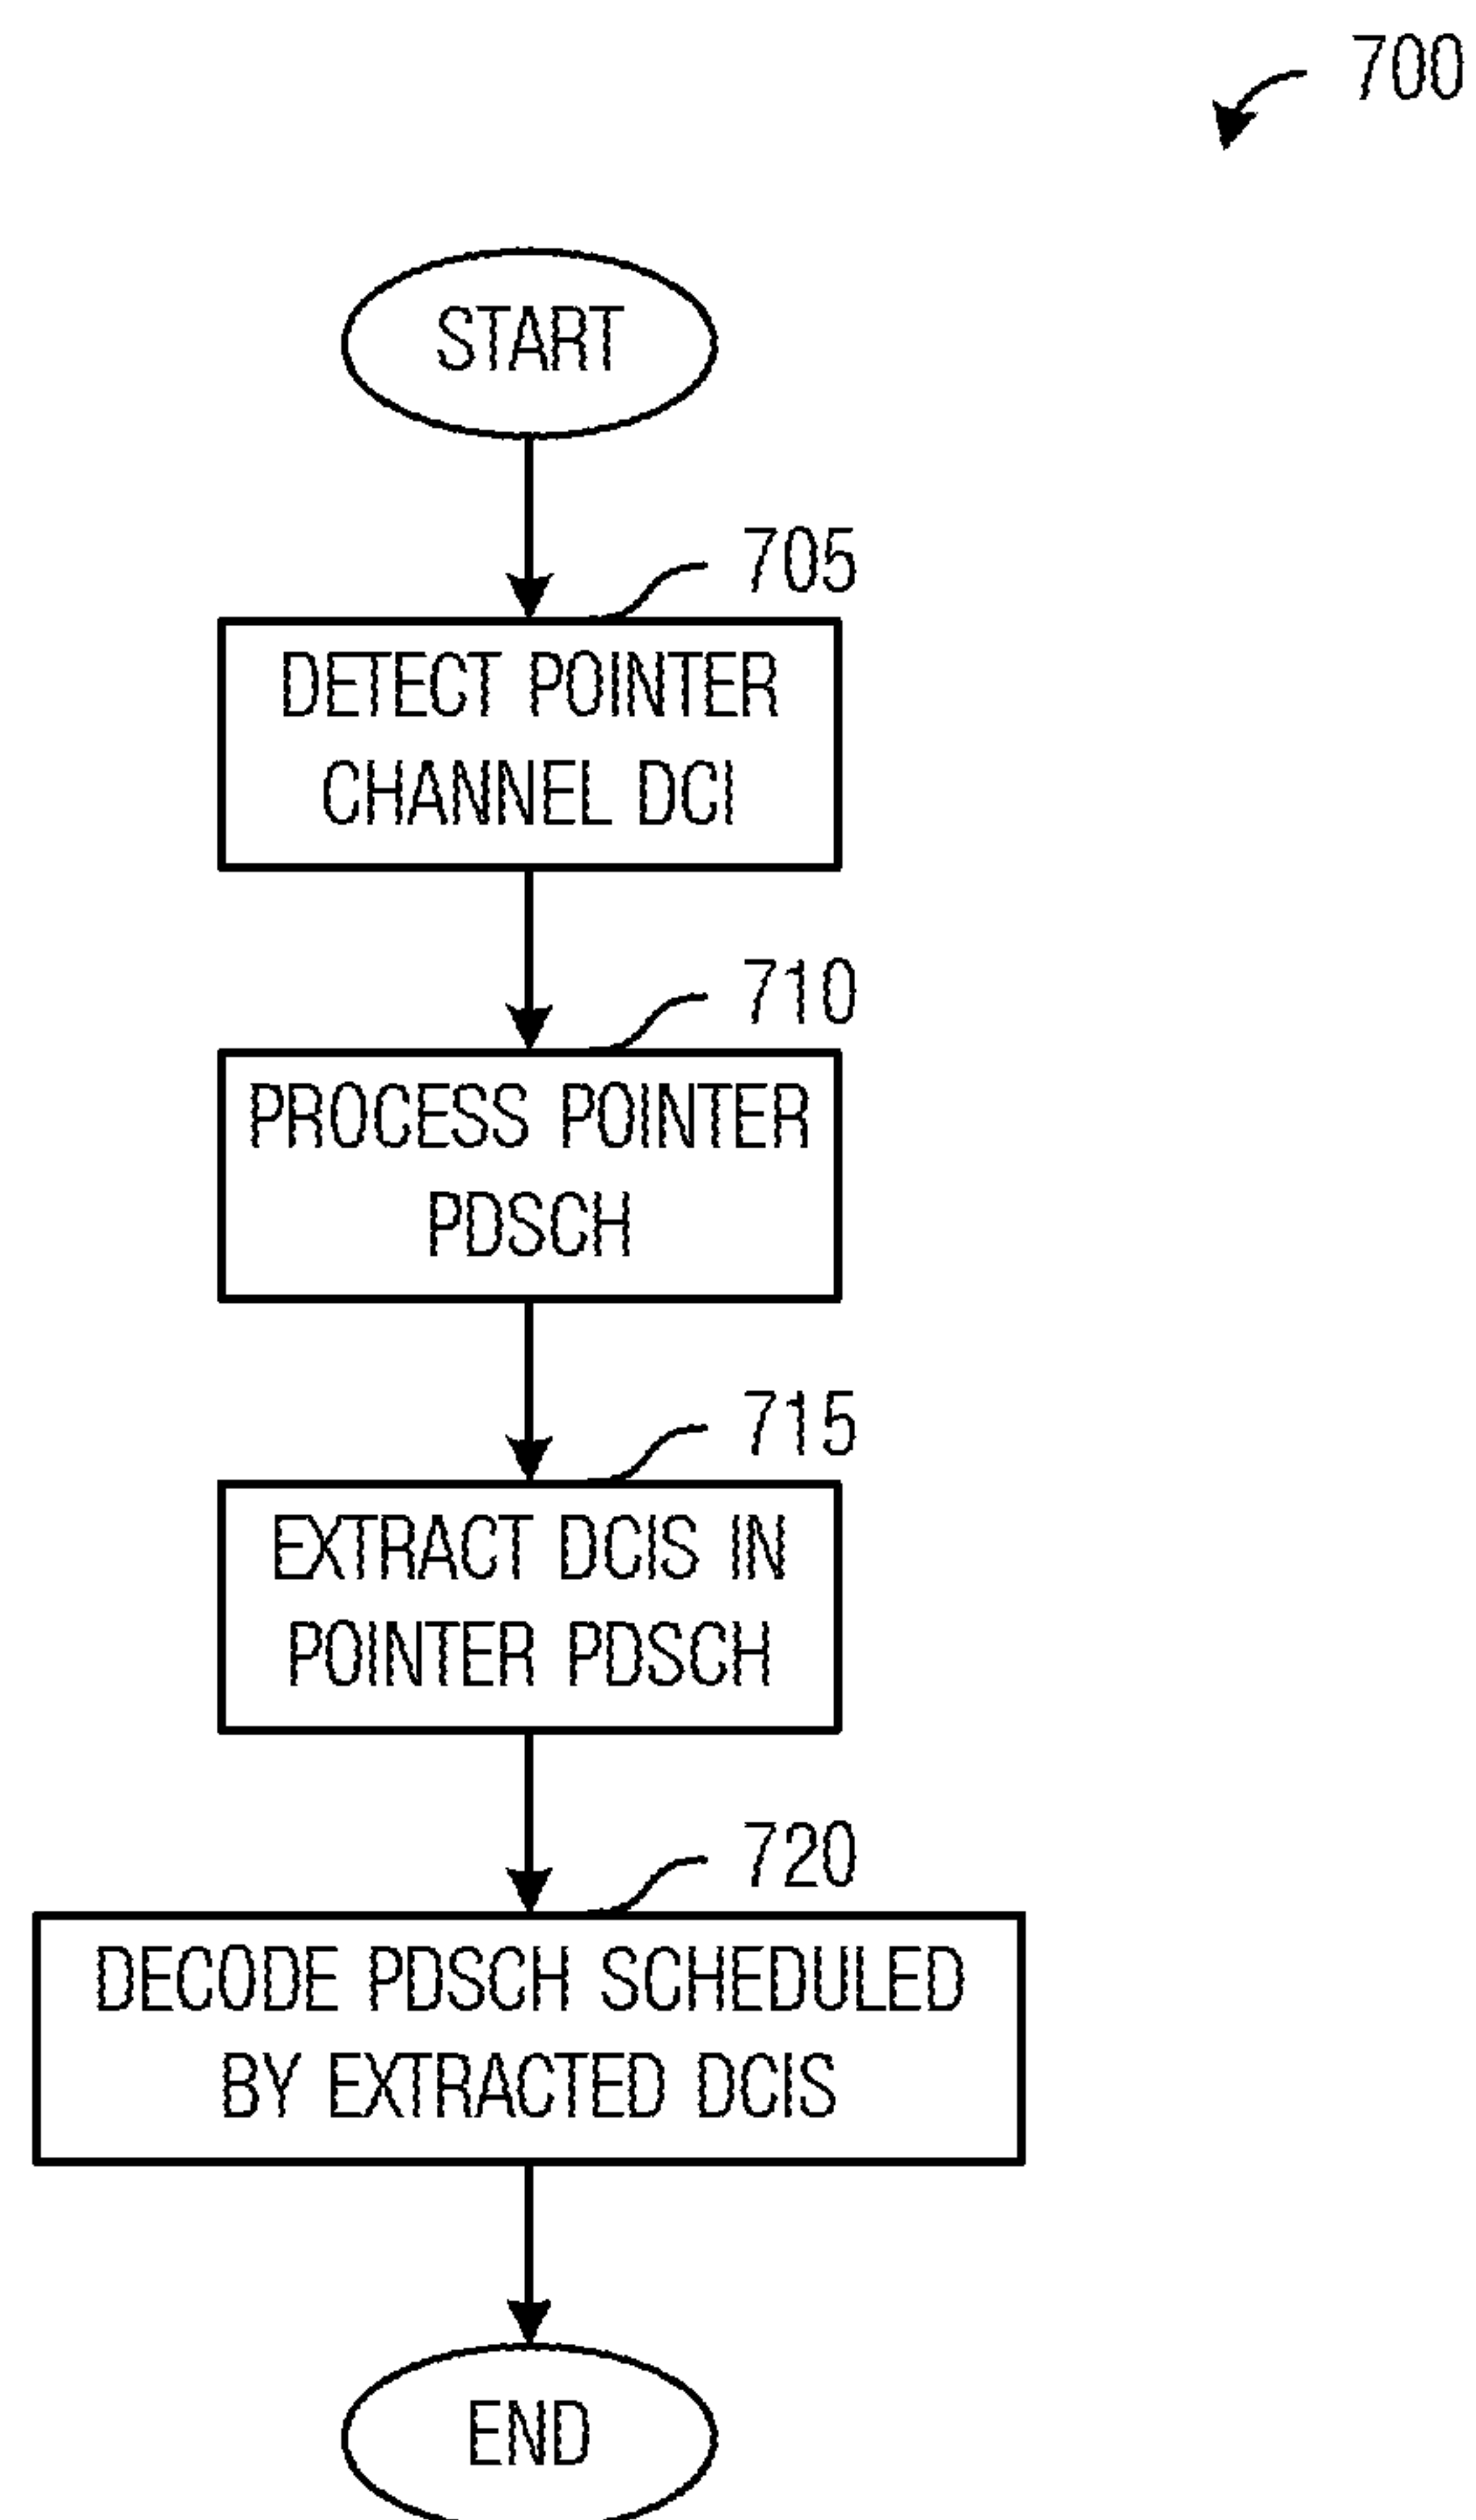 700
START
705
DETECT POINTER
CHANNEL DCI
710
PROCESS POINTER
PDSCH
715
EXTRACT DCIS IN
POINTER PDSCH
720
DECODE PDSCH SCHEDULED
BY EXTRACTED DCIS
END